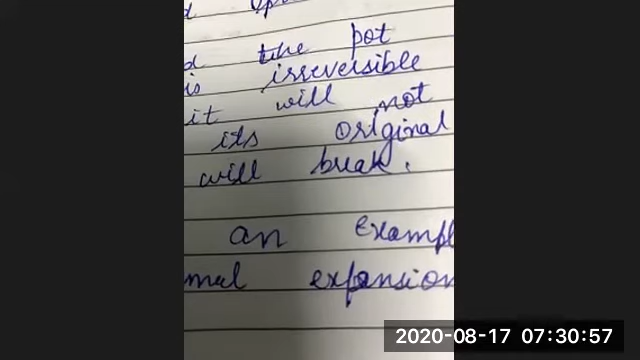 the pot
is irreversible
it will not
its original
will break.
an exampl
mal expansion
2020-08-17 07:30:57